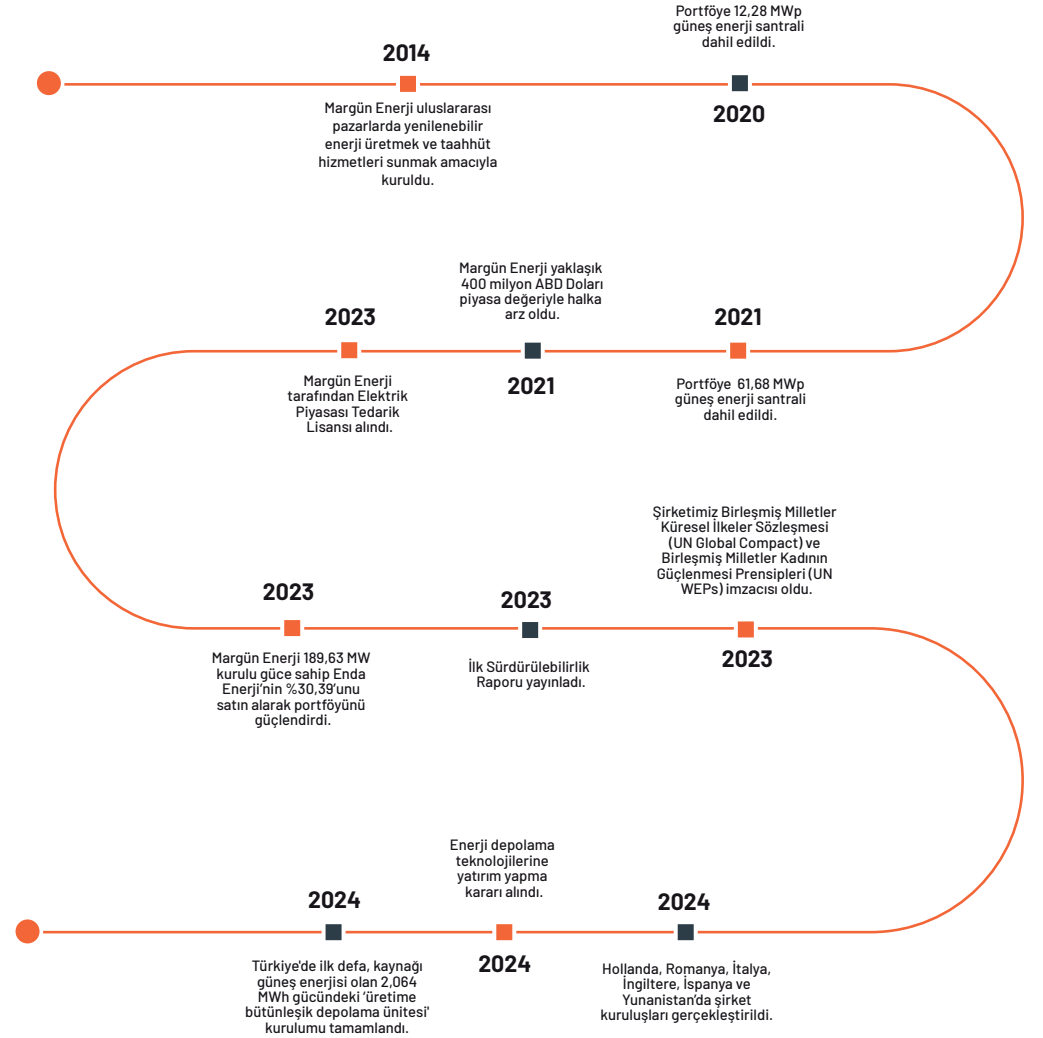 2014
Margün Enerji uluslararası
pazarlarda yenilenebilir
enerji üretmek ve taahhüt
hizmetleri sunmak amacıyla
kuruldu.
Portföye 12,28 MWp
güneş enerji santrali
dahil edildi.
2020
2021
Portföye 61,68 MWp
güneş enerji santrali
dahil edildi.
Margün Enerji yaklaşık
400 milyon ABD Doları
piyasa değeriyle halka
arz oldu.
2021
2023
Margün Enerji
tarafından Elektrik
Piyasası Tedarik
Lisansı alındı.
2023
Margün Enerji 189,63 MW
kurulu güce sahip Enda
Enerji’nin %30,39’unu
satın alarak portföyünü
güçlendirdi.
2023
İlk Sürdürülebilirlik
Raporu yayınladı.
Şirketimiz Birleşmiş Milletler
Küresel İlkeler Sözleşmesi
(UN Global Compact) ve
Birleşmiş Milletler Kadının
Güçlenmesi Prensipleri (UN
WEPs) imzacısı oldu.
2023
2024
Hollanda, Romanya, İtalya,
İngiltere, İspanya ve
Yunanistan’da şirket
kuruluşları gerçekleştirildi.
Enerji depolama
teknolojilerine
yatırım yapma
kararı alındı.
2024
2024
Türkiye'de ilk defa, kaynağı
güneş enerjisi olan 2,064
MWh gücündeki ‘üretime
bütünleşik depolama ünitesi'
kurulumu tamamlandı.